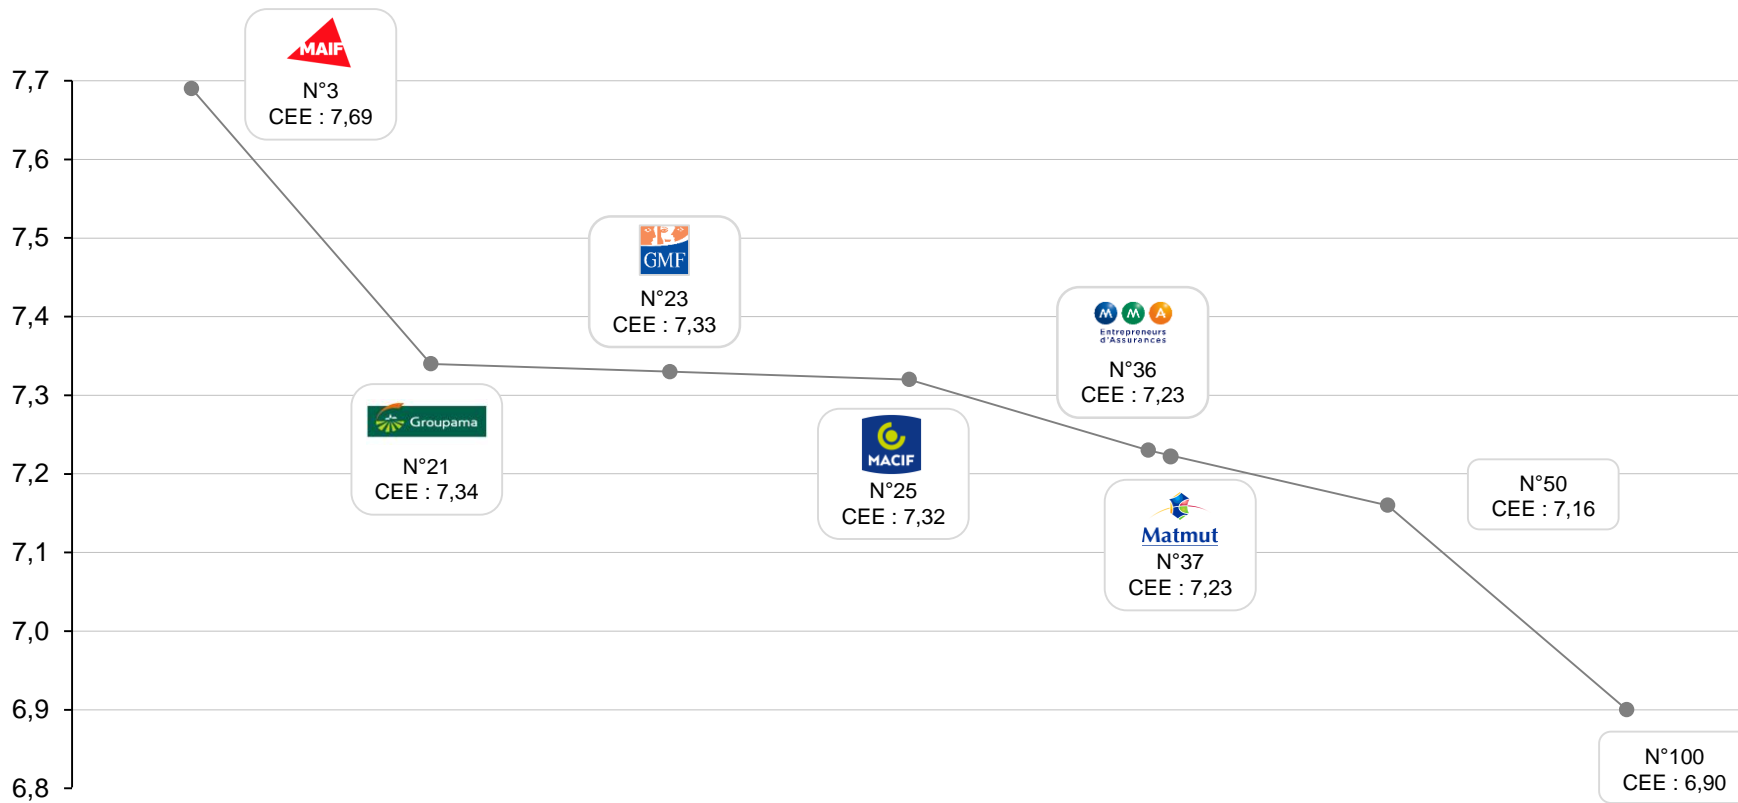 7,7
7,6
7,5
7,4
7,3
7,2
7,1
7,0
6,9
6,8
MAIF
N°3
CEE : 7,69
Groupama
N°21
CEE : 7,34
GMF
N°23
CEE : 7,33
MACIF
N°25
CEE : 7,32
MMA
Entrepreneurs
d'Assurances
N°36
CEE : 7,23
Matmut
N°37
CEE : 7,23
N°50
CEE : 7,16
N°100
CEE : 6,90